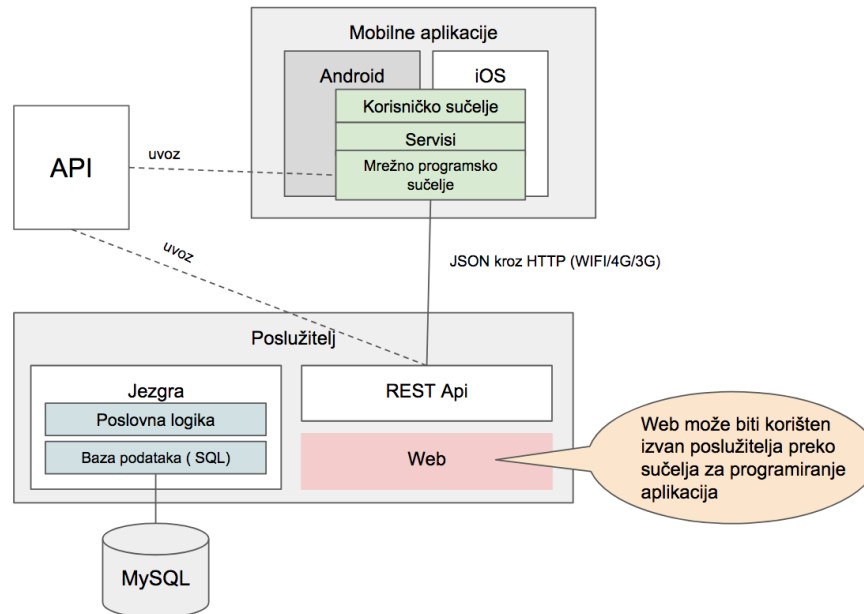 Mobilne aplikacije
Android
iOS
Korisničko sučelje
Servisi
Mrežno programsko
sučelje
API
uvoz
uvoz
JSON kroz HTTP (WIFI/4G/3G)
Poslužitelj
Jezgra
Poslovna logika
Baza podataka ( SQL)
REST Api
Web
Web može biti korišten
izvan poslužitelja preko
sučelja za programiranje
aplikacija
MySQL